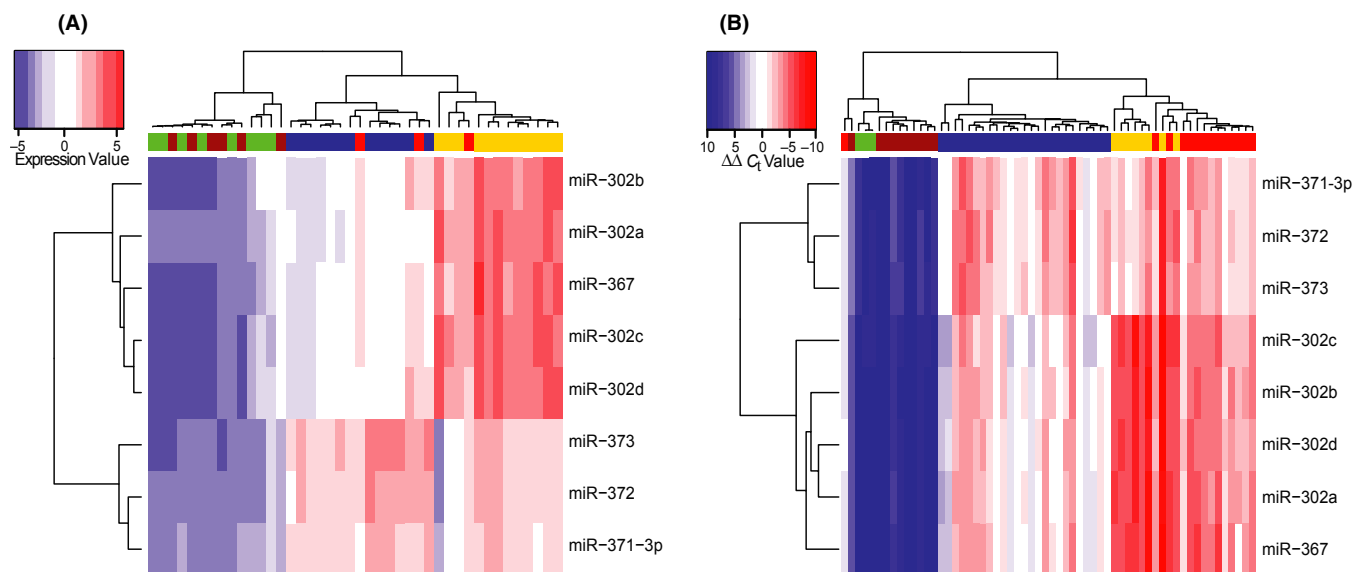 (A)
−5 0 5
Expression Value
miR−302b
miR−302a
miR−367
miR−302c
miR−302d
miR−373
miR−372
miR−371−3p
(B)
10 5 0 −5 −10
ΔΔ Ct Value
miR−371-3p
miR−372
miR−373
miR−302c
miR−302b
miR−302d
miR−302a
miR−367